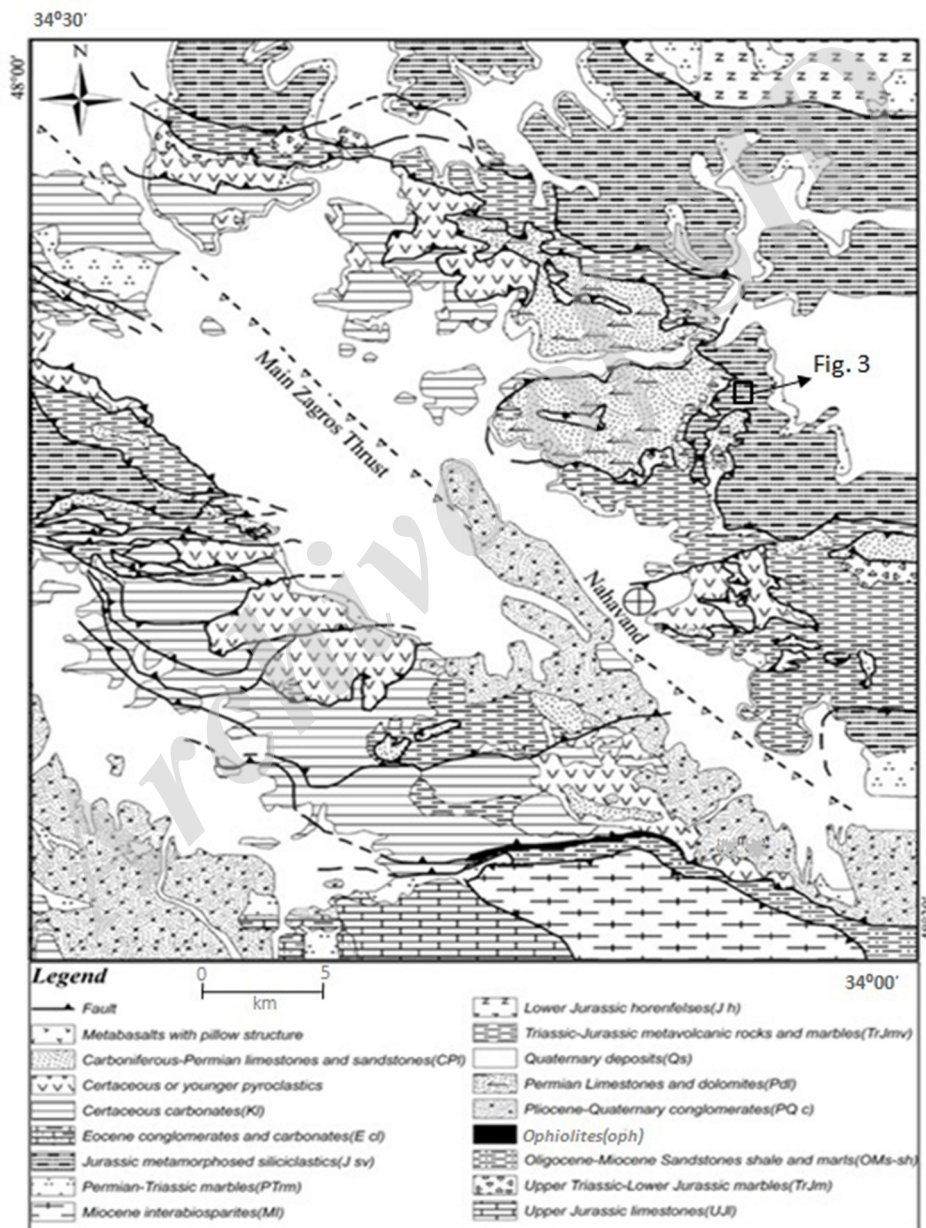 34°30'
48°00'
N
Main Zagros Thrust
Fig. 3
Nahavand
34°00'
Legend
0 5
km
Fault
Metabasalts with pillow structure
Carboniferous-Permian limestones and sandstones(CPl)
Certaceous or younger pyroclastics
Certaceous carbonates(Kl)
Eocene conglomerates and carbonates(E cl)
Jurassic metamorphosed siliciclastics(J sv)
Permian-Triassic marbles(PTrm)
Miocene interabiosparites(Ml)
Lower Jurassic horenfelses(J h)
Triassic-Jurassic metavolcanic rocks and marbles(TrJmv)
Quaternary deposits(Qs)
Permian Limestones and dolomites(Pdl)
Pliocene-Quaternary conglomerates(PQ c)
Ophiolites(oph)
Oligocene-Miocene Sandstones shale and marls(OMs-sh)
Upper Triassic-Lower Jurassic marbles(TrJm)
Upper Jurassic limestones(UJl)